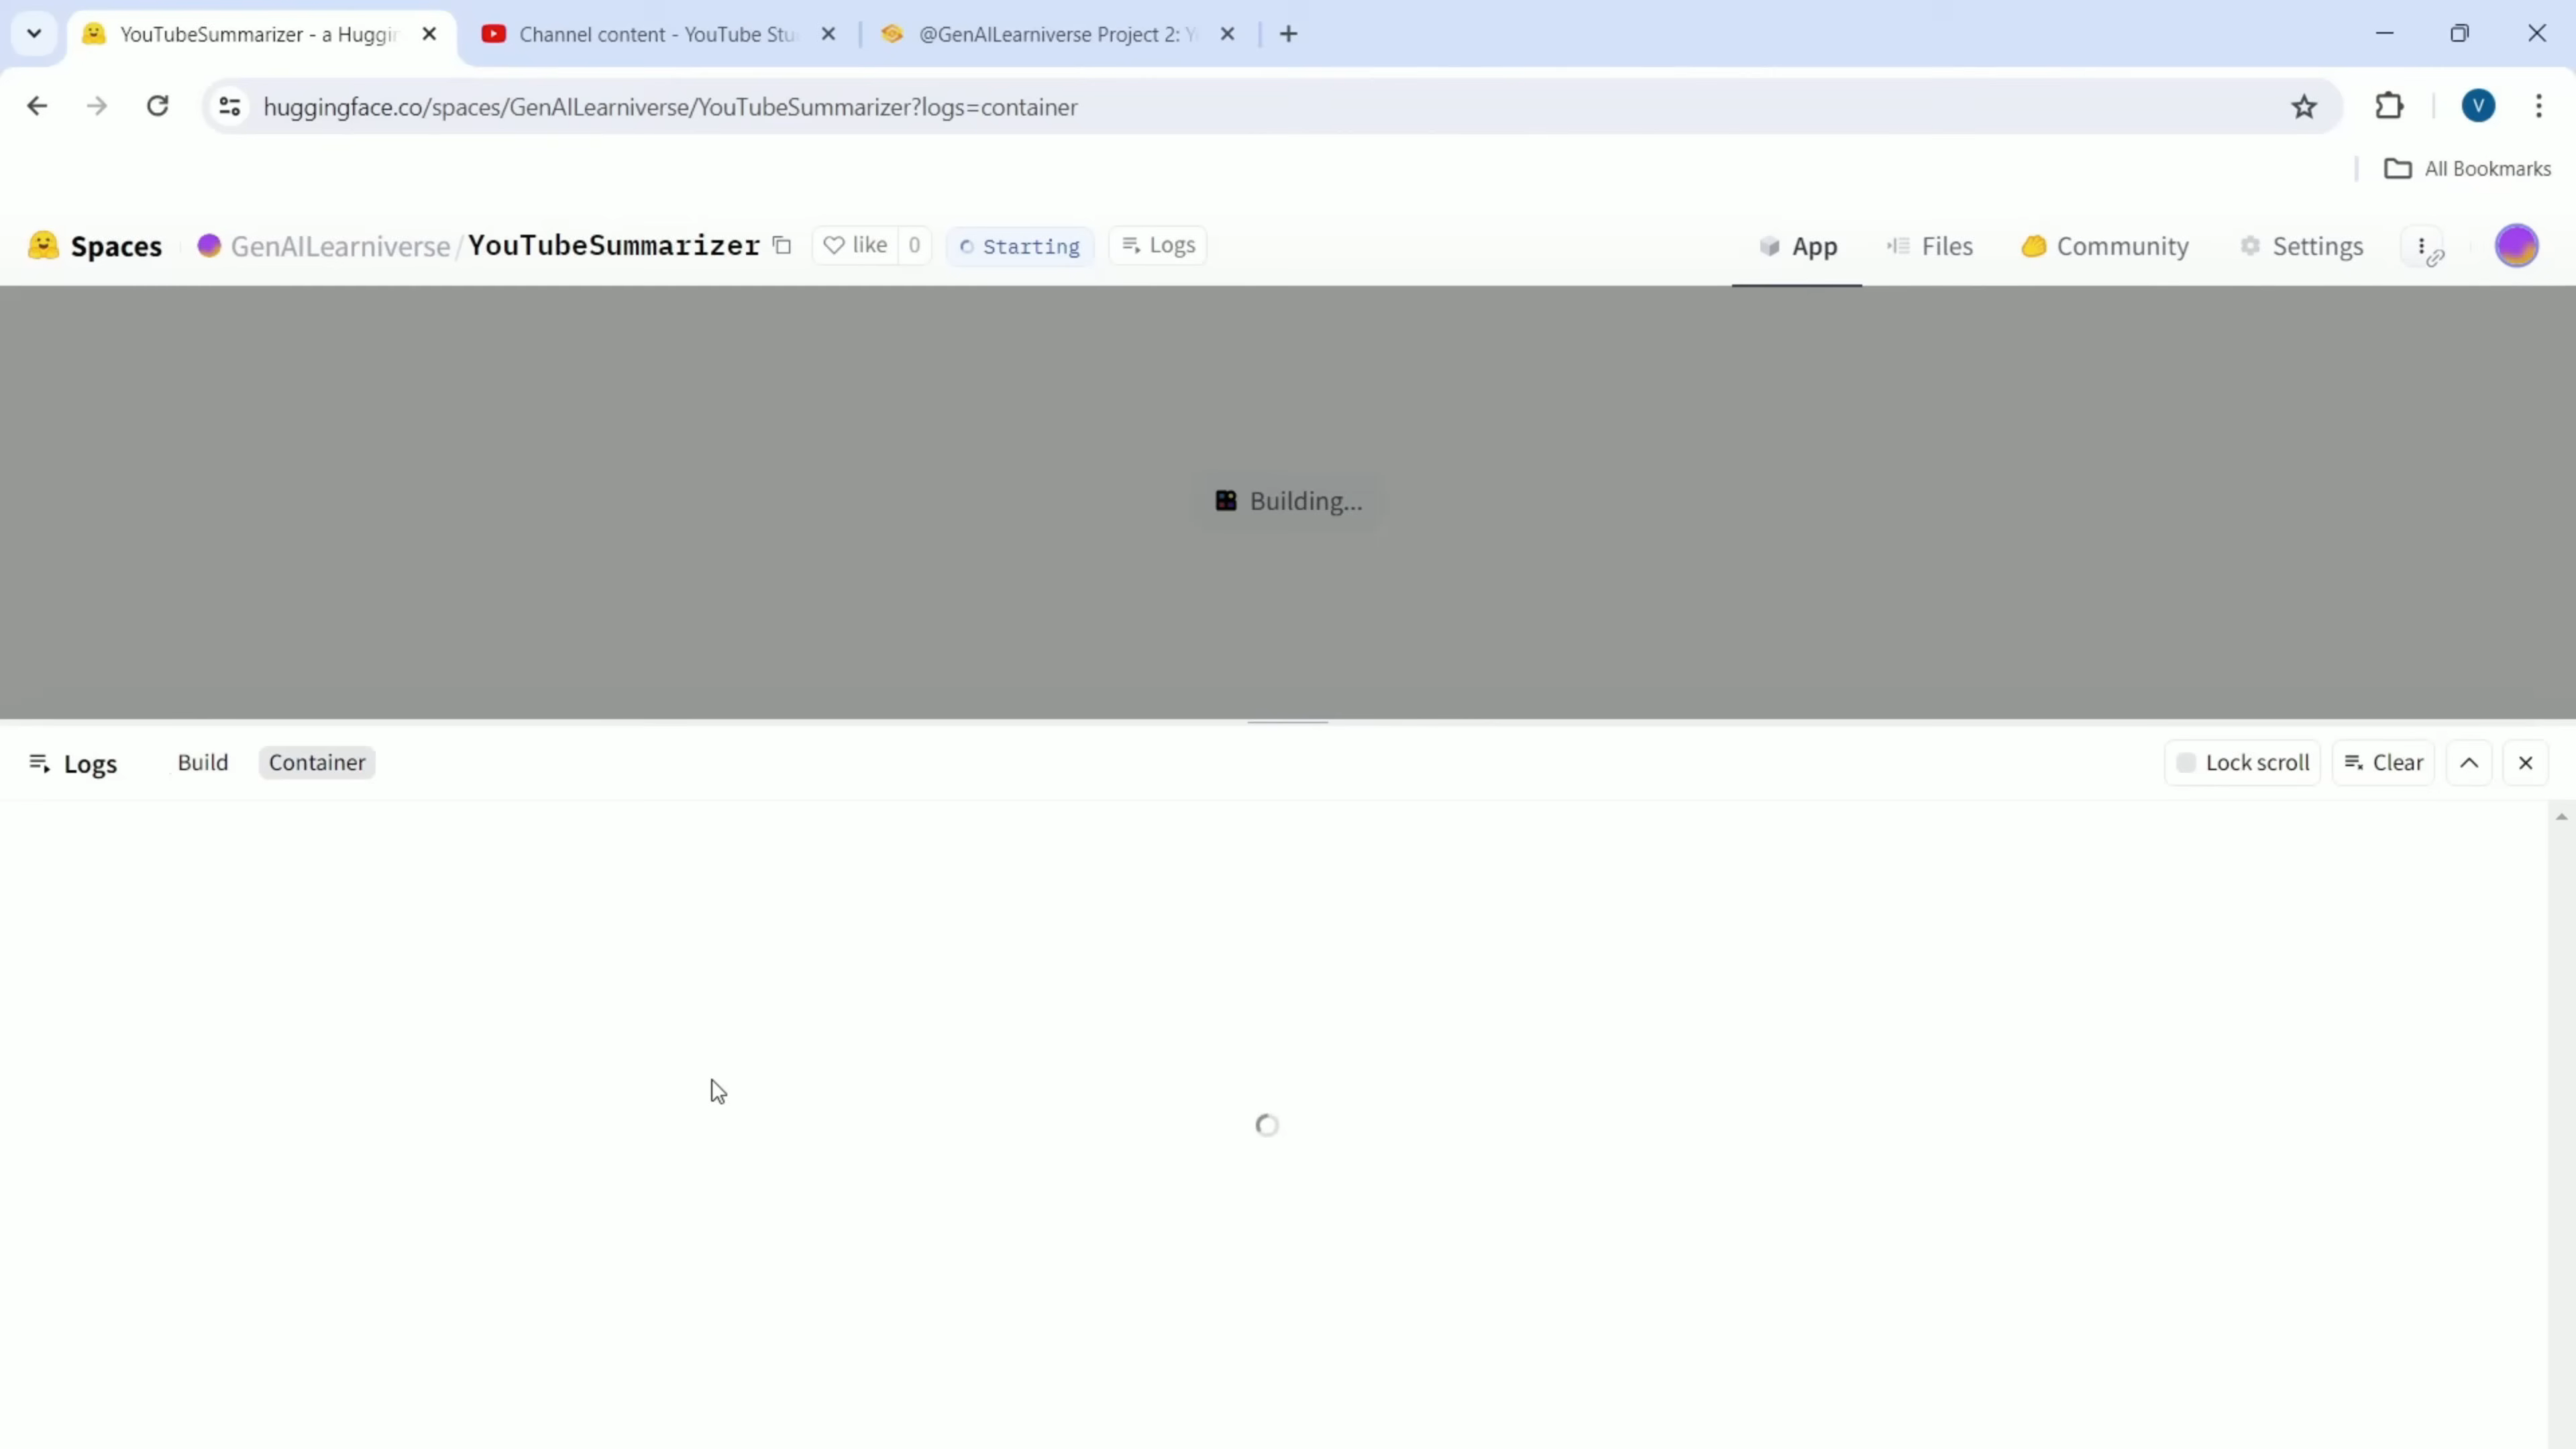 YouTubeSummarizer - a Huggin
Channel content - YouTube Stu
@GenAILearniverse Project 2: Y
huggingface.co/spaces/GenAILearniverse/YouTubeSummarizer?logs=container
V
All Bookmarks
Spaces
GenAILearniverse/YouTubeSummarizer
like 0
Starting
Logs
App
Files
Community
Settings
Building...
Logs
Build
Container
Lock scroll
Clear